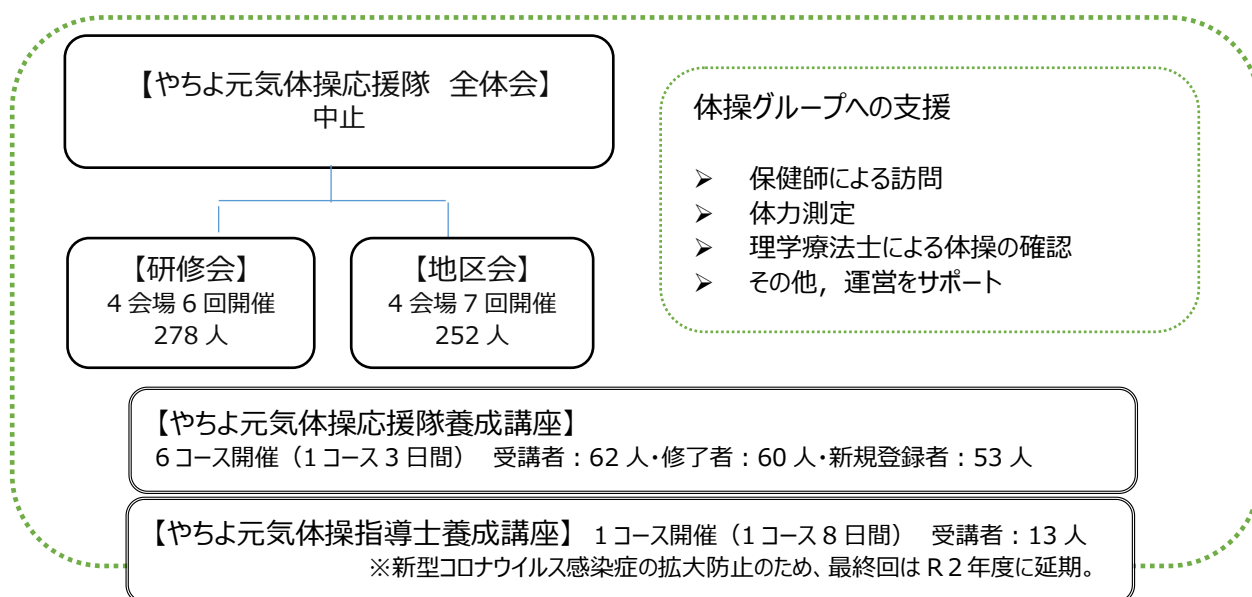 【やちよ元気体操応援隊 全体会】
中止
【研修会】
4会場6回開催
278人
【地区会】
4会場7回開催
252人
体操グループへの支援
➢ 保健師による訪問
➢ 体力測定
➢ 理学療法士による体操の確認
➢ その他，運営をサポート
【やちよ元気体操応援隊養成講座】
6コース開催（1コース3日間） 受講者：62人・修了者：60人・新規登録者：53人
【やちよ元気体操指導士養成講座】 1コース開催（1コース8日間） 受講者：13人
※新型コロナウイルス感染症の拡大防止のため、最終回はR2年度に延期。